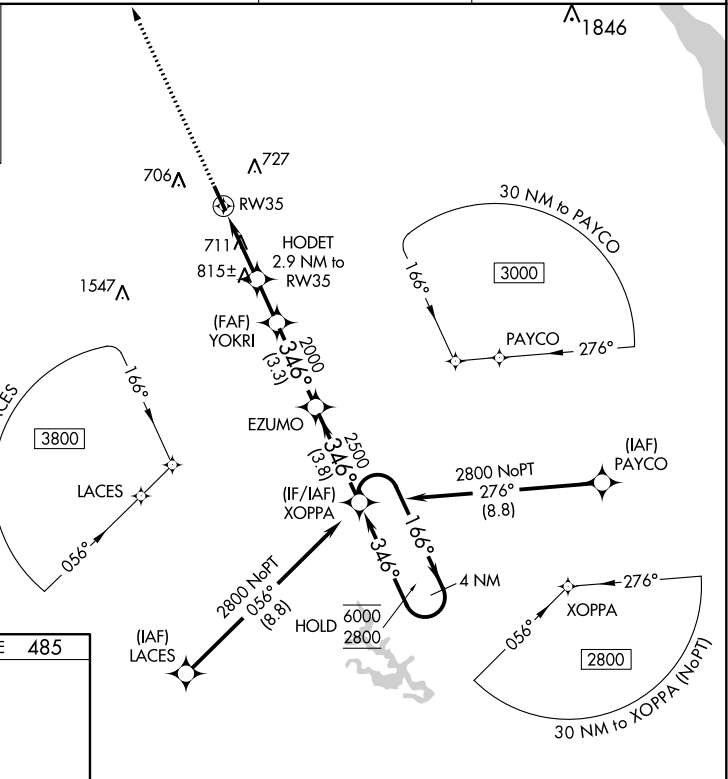 1846
727
706
RW35
711
HODET
2.9 NM to
RW35
815±
1547
(FAF)
YOKRI
2000
346°
(3.3)
30 NM to PAYCO
166°
3000
PAYCO
276°
CES
166°
3800
LACES
056°
EZUMO
2500
346°
(3.8)
(IF/IAF)
XOPPA
2800 NoPT
276°
(8.8)
(IAF)
PAYCO
166°
346°
4 NM
HOLD
6000
2800
2800 NoPT
056°
(8.8)
(IAF)
LACES
276°
XOPPA
056°
2800
30 NM to XOPPA (NoPT)
E 485